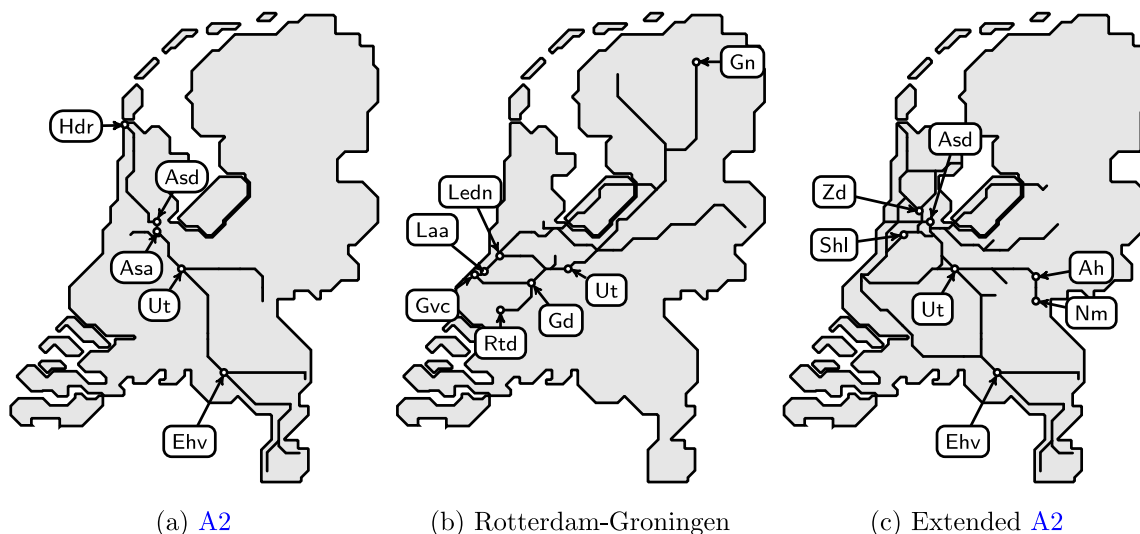 Hdr
Asd
Asa
Ut
Ehv
(a) A2
Gn
Ledn
Laa
Gvc
Rtd
Gd
Ut
(b) Rotterdam-Groningen
Asd
Zd
Shl
Ah
Ut
Nm
Ehv
(c) Extended A2